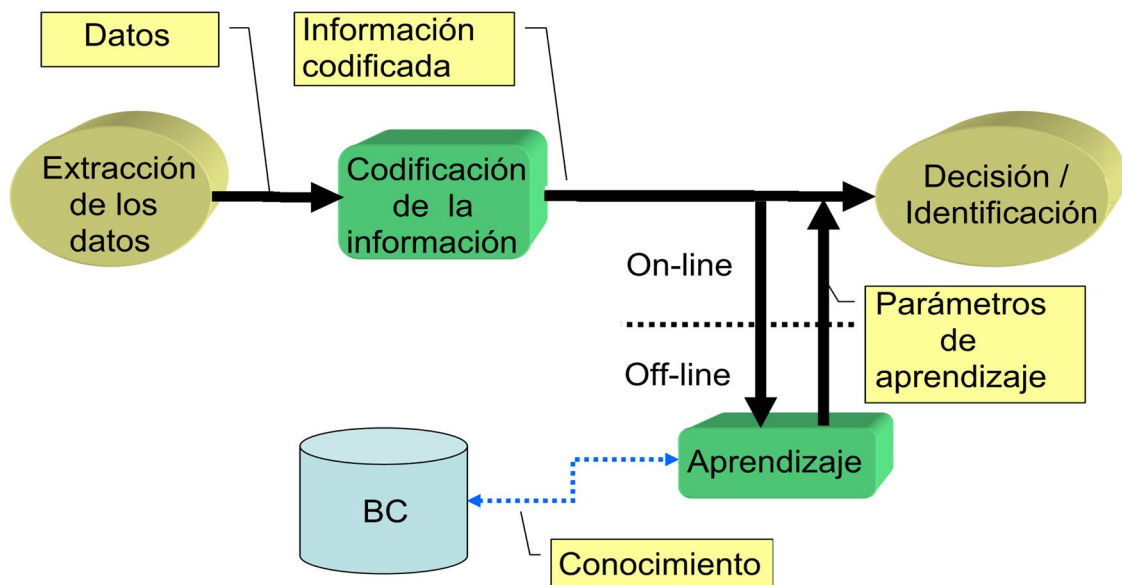 Datos
Información
codificada
Extracción
de los
datos
Codificación
de la
información
Decisión /
Identificación
On-line
Off-line
Parámetros
de
aprendizaje
Aprendizaje
BC
Conocimiento